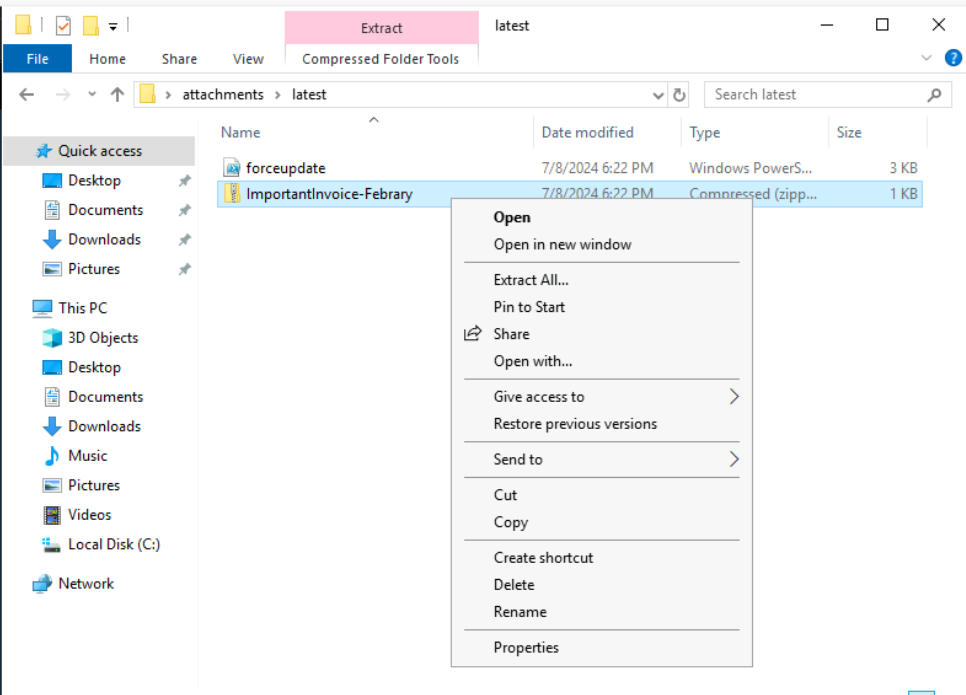 Extract
latest
File
Home
Share
View
Compressed Folder Tools
attachments
latest
Search latest
Name
Date modified
Type
Size
Quick access
Desktop
Documents
Downloads
Pictures
This PC
3D Objects
Desktop
Documents
Downloads
Music
Pictures
Videos
Local Disk (C:)
Network
forceupdate 7/8/2024 6:22 PM Windows PowerS... 3 KB
ImportantInvoice-Febrary 7/8/2024 6:22 PM Compressed (zipp... 1 KB
Open
Open in new window
Extract All...
Pin to Start
Share
Open with...
Give access to
Restore previous versions
Send to
Cut
Copy
Create shortcut
Delete
Rename
Properties